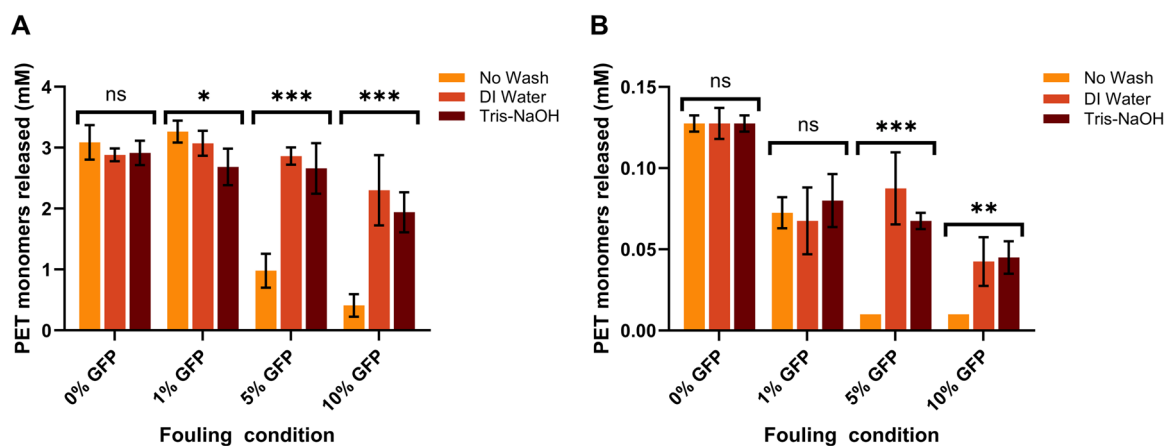 A
PET monomers released (mM)
4
3
2
1
0
ns
*
***
***
No Wash
DI Water
Tris-NaOH
0% GFP
1% GFP
5% GFP
10% GFP
Fouling condition
B
PET monomers released (mM)
0.15
0.10
0.05
0.00
ns
ns
***
**
No Wash
DI Water
Tris-NaOH
0% GFP
1% GFP
5% GFP
10% GFP
Fouling condition